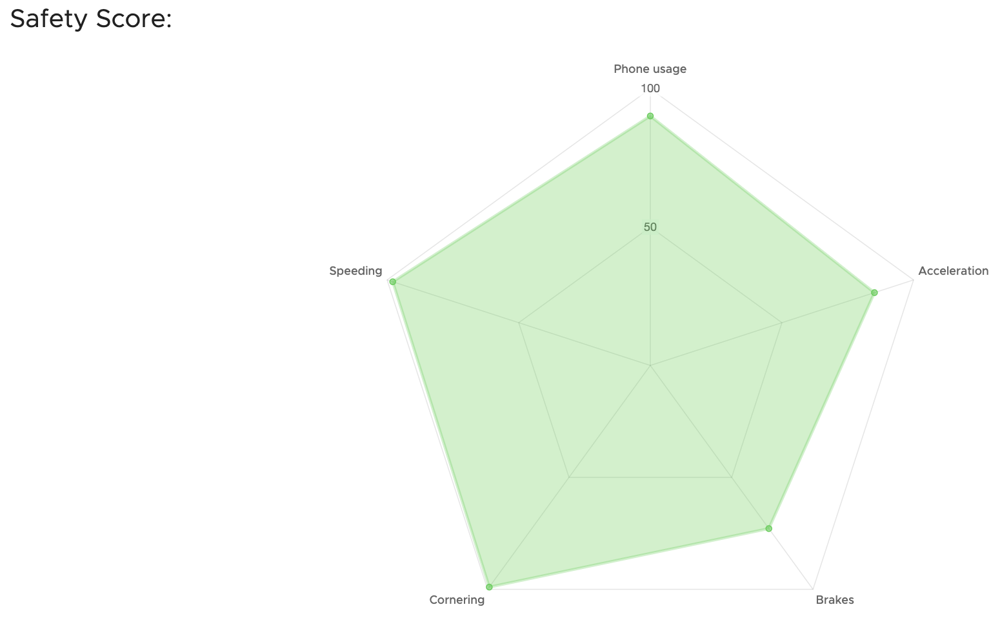 Safety Score:
Phone usage
100
50
Speeding
Acceleration
Cornering
Brakes